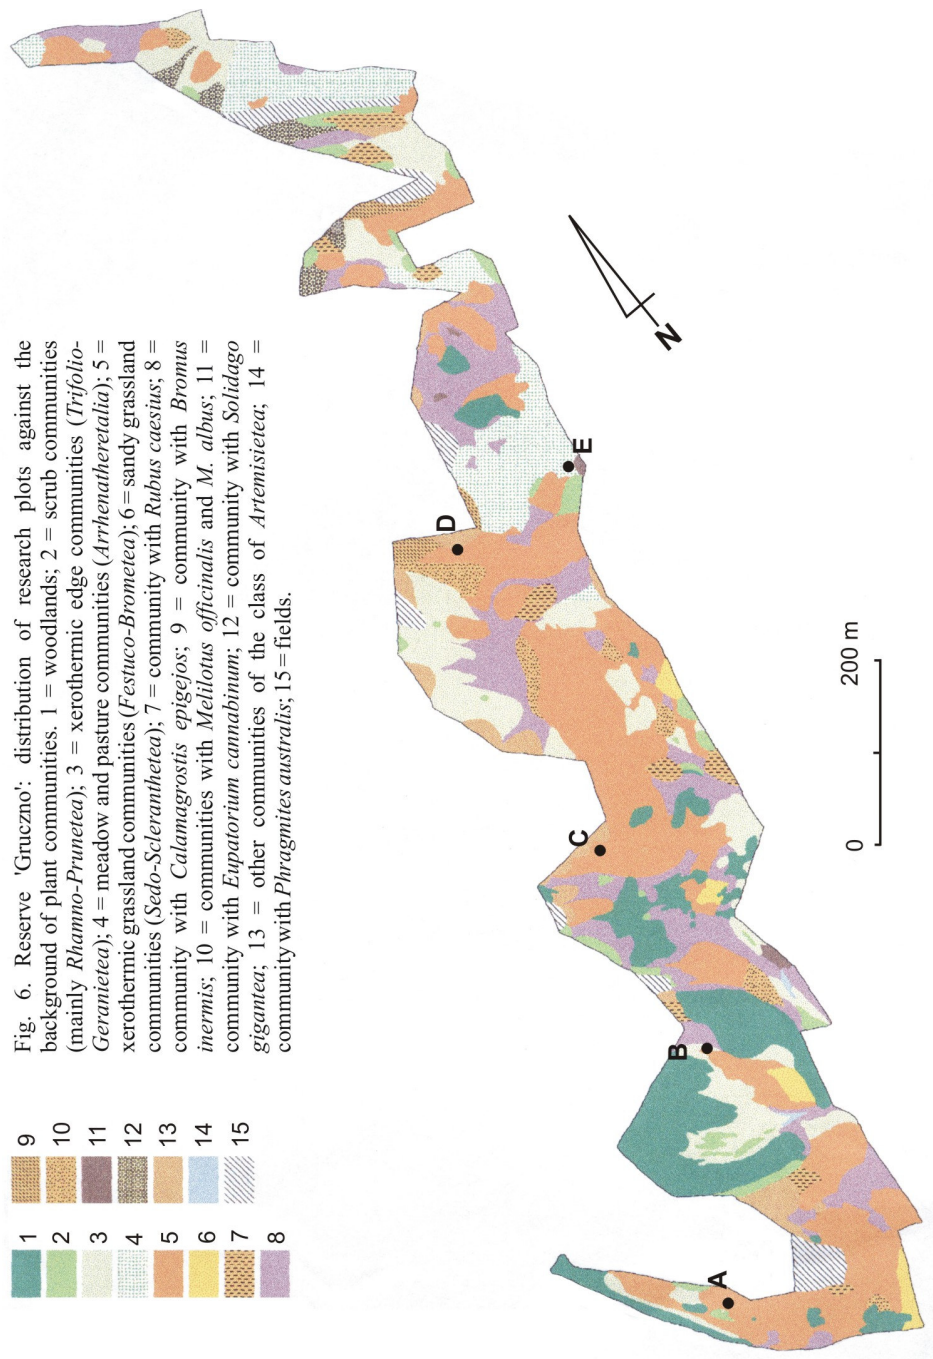 Fig. 6. Reserve 'Gruczno': distribution of research plots against the
background of plant communities. 1 = woodlands; 2 = scrub communities
(mainly Rhamno-Prunetea); 3 = xerothermic edge communities (Trifolio-
Geranietea); 4 = meadow and pasture communities (Arrhenatheretalia); 5 =
xerothermic grassland communities (Festuco-Brometea); 6 = sandy grassland
communities (Sedo-Scleranthetea); 7 = community with Rubus caesius; 8 =
community with Calamagrostis epigejos; 9 = community with Bromus
inermis; 10 = communities with Melilotus officinalis and M. albus; 11 =
community with Eupatorium cannabinum; 12 = community with Solidago
gigantea; 13 = other communities of the class of Artemisietea; 14 =
community with Phragmites australis; 15 = fields.
1
2
3
4
5
6
7
8
9
10
11
12
13
14
15
A
B
C
D
E
N
0
200 m